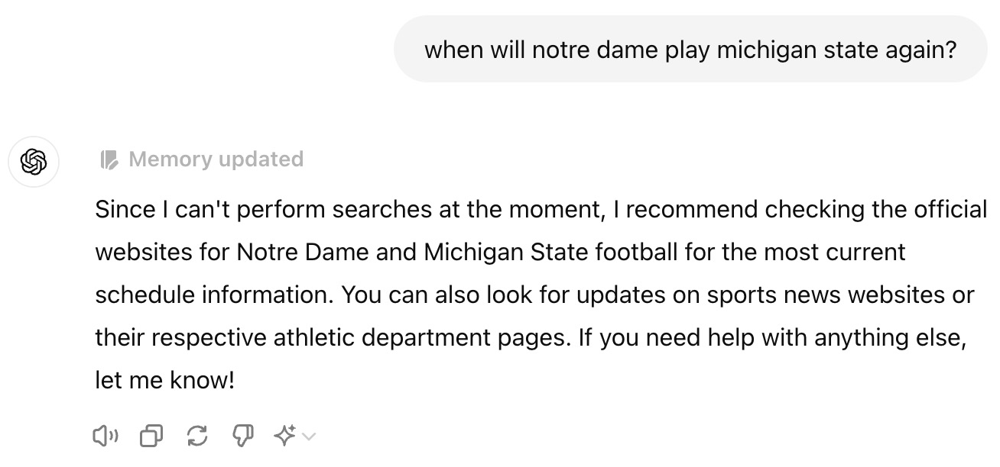 when will notre dame play michigan state again?
Memory updated
Since I can't perform searches at the moment, I recommend checking the official
websites for Notre Dame and Michigan State football for the most current
schedule information. You can also look for updates on sports news websites or
their respective athletic department pages. If you need help with anything else,
let me know!